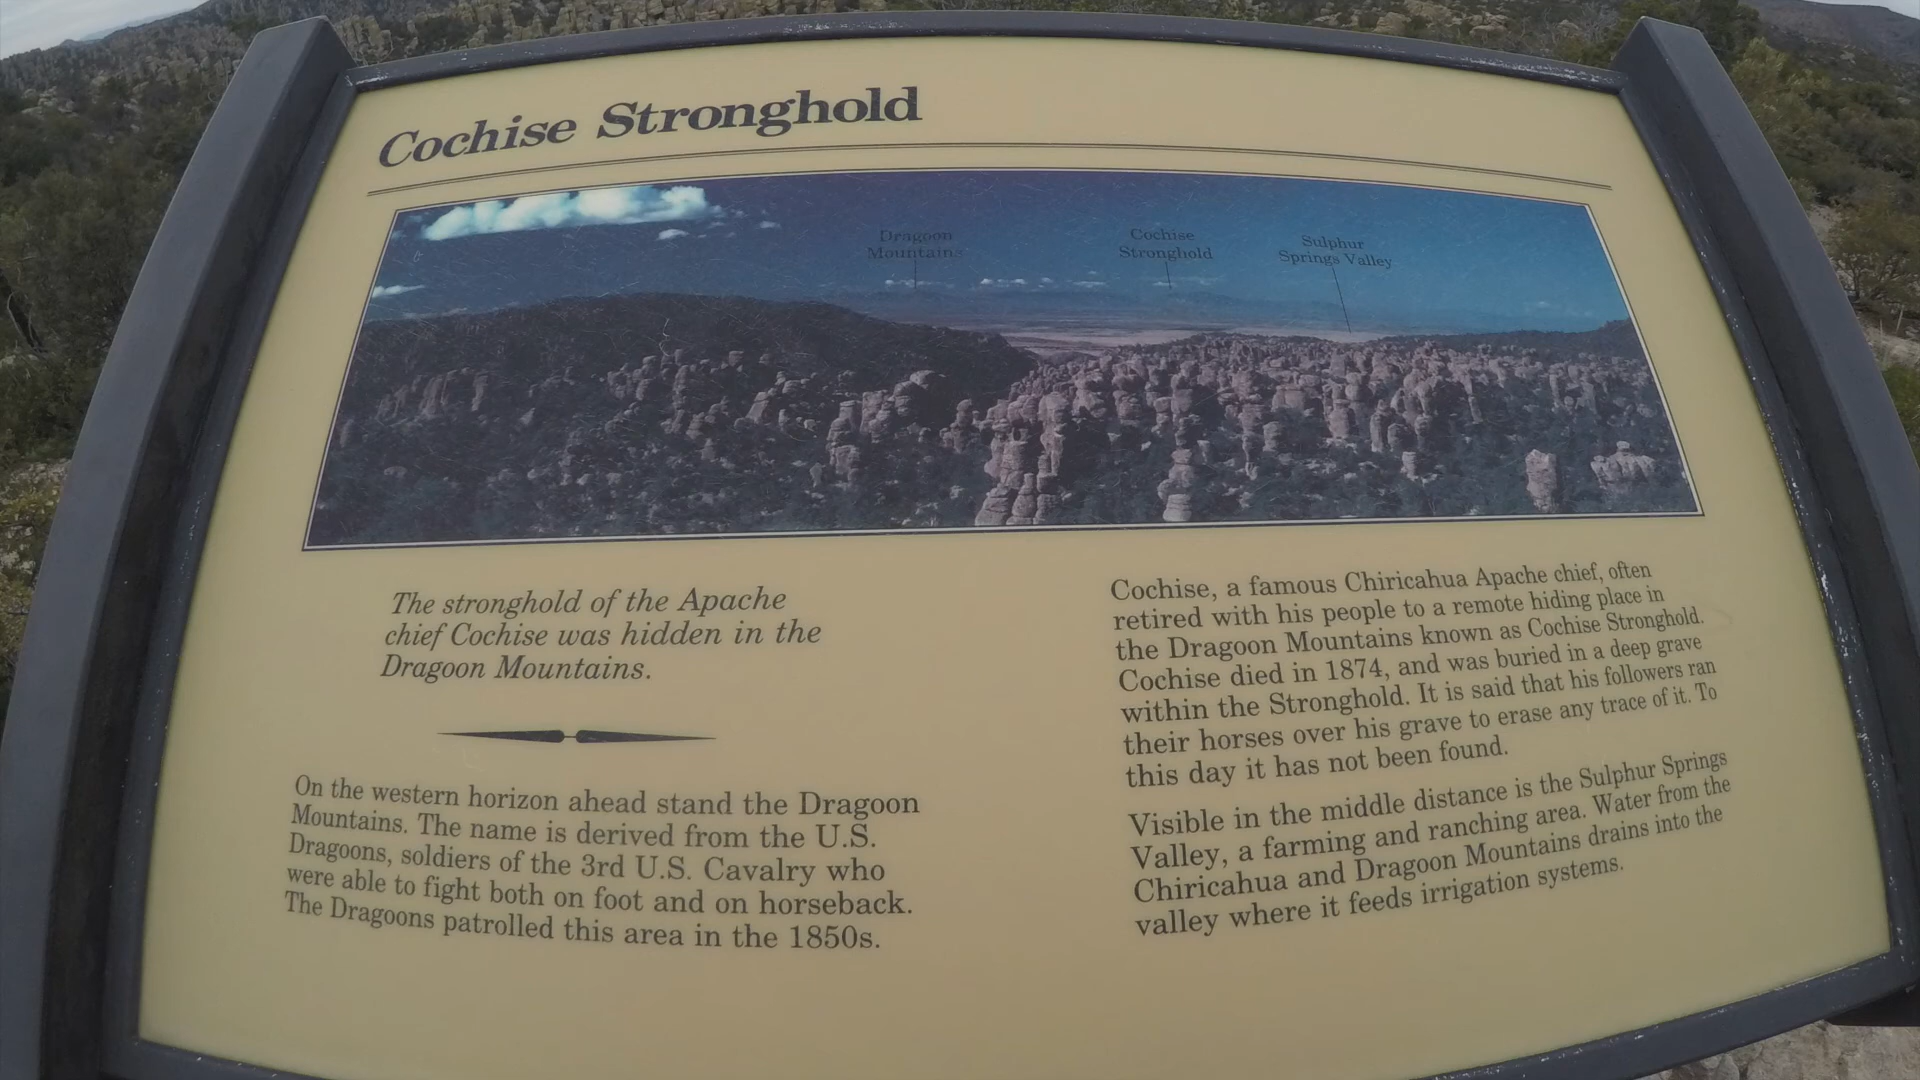 Cochise Stronghold
Dragoon
Mountains
Cochise
Stronghold
Sulphur
Springs Valley
The stronghold of the Apache
chief Cochise was hidden in the
Dragoon Mountains.
On the western horizon ahead stand the Dragoon
Mountains. The name is derived from the U.S.
Dragoons, soldiers of the 3rd U.S. Cavalry who
were able to fight both on foot and on horseback.
The Dragoons patrolled this area in the 1850s.
Cochise, a famous Chiricahua Apache chief, often
retired with his people to a remote hiding place in
the Dragoon Mountains known as Cochise Stronghold.
Cochise died in 1874, and was buried in a deep grave
within the Stronghold. It is said that his followers ran
their horses over his grave to erase any trace of it. To
this day it has not been found.
Visible in the middle distance is the Sulphur Springs
Valley, a farming and ranching area. Water from the
Chiricahua and Dragoon Mountains drains into the
valley where it feeds irrigation systems.